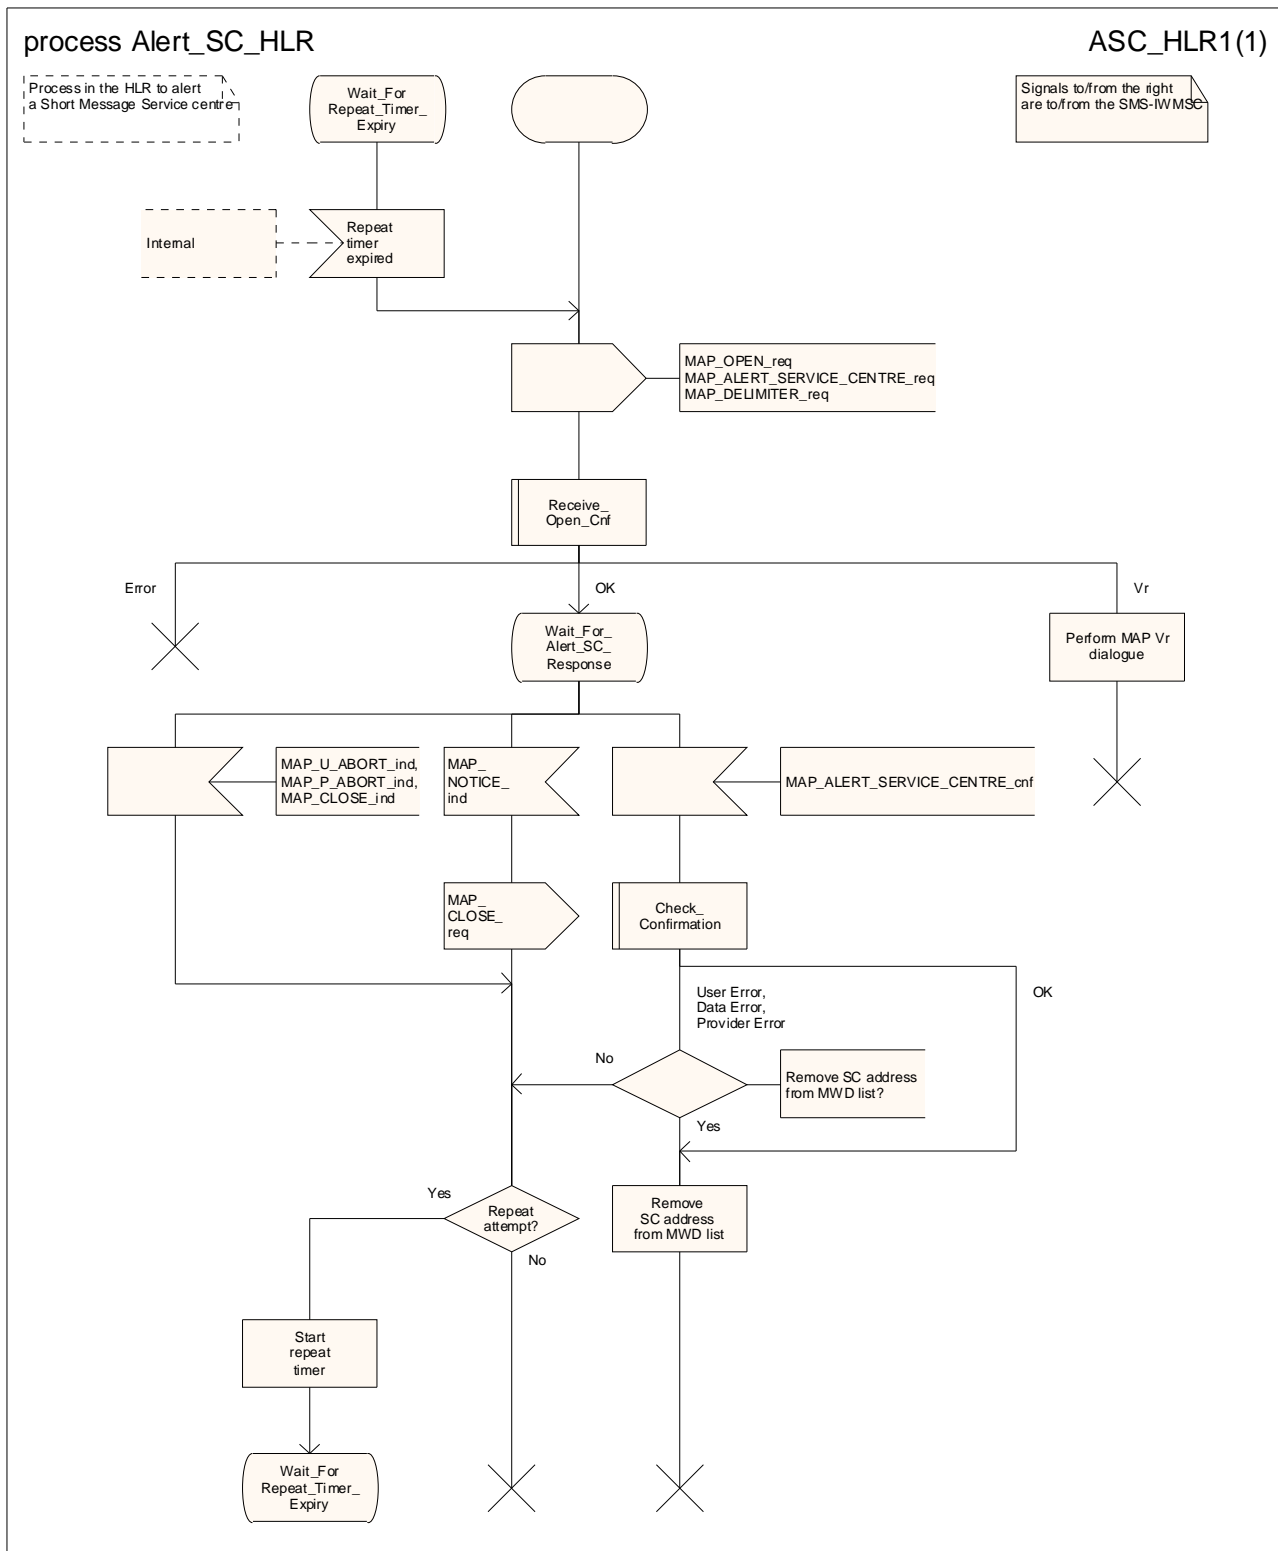 process Alert_SC_HLR
ASC_HLR1(1)
Process in the HLR to alert
a Short Message Service centre
Wait_For
Repeat_Timer_
Expiry
Signals to/from the right
are to/from the SMS-IWMSC
Internal
Repeat
timer
expired
MAP_OPEN_req
MAP_ALERT_SERVICE_CENTRE_req
MAP_DELIMITER_req
Receive_
Open_Cnf
Error
OK
Vr
Wait_For_
Alert_SC_
Response
Perform MAP Vr
dialogue
MAP_U_ABORT_ind,
MAP_P_ABORT_ind,
MAP_CLOSE_ind
MAP_
NOTICE_
ind
MAP_ALERT_SERVICE_CENTRE_cnf
MAP_
CLOSE_
req
Check_
Confirmation
User Error,
Data Error,
Provider Error
OK
No
Remove SC address
from MWD list?
Yes
Yes
Repeat
attempt?
No
Remove
SC address
from MWD list
Start
repeat
timer
Wait_For
Repeat_Timer_
Expiry